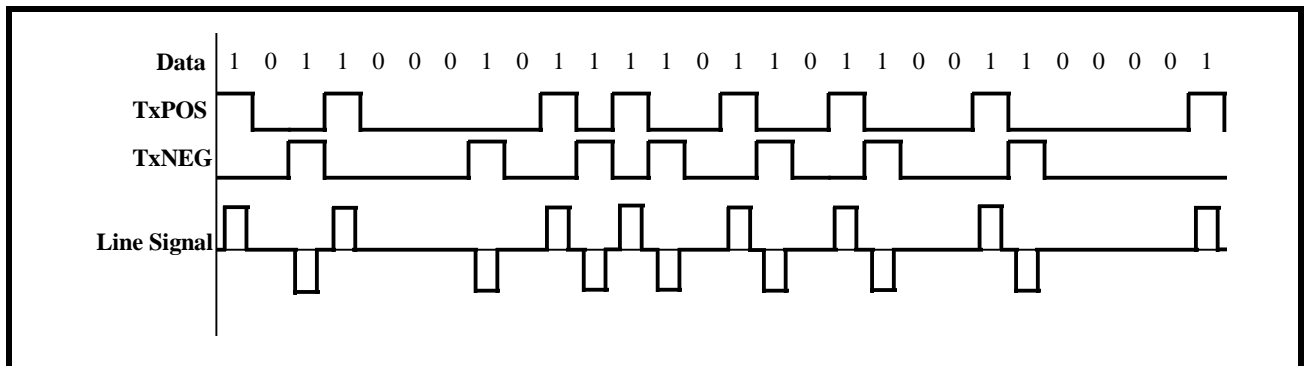 Data 1 0 1 1 0 0 0 1 0 1 1 1 1 0 1 1 0 1 1 0 0 1 1 0 0 0 0 1
TxPOS
TxNEG
Line Signal